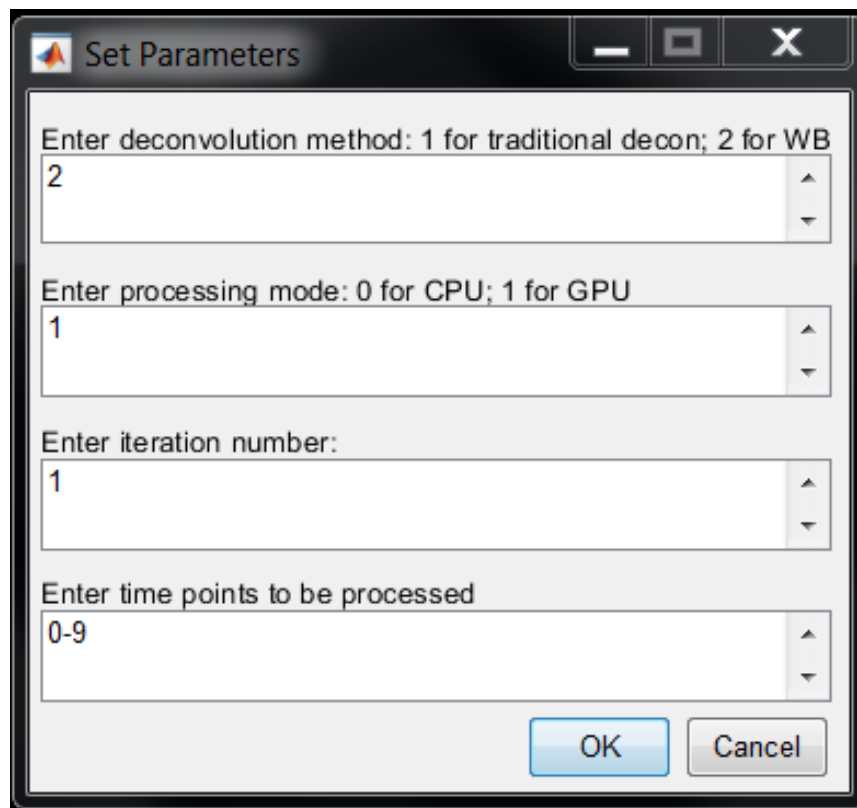 Set Parameters
Enter deconvolution method: 1 for traditional decon; 2 for WB
2
Enter processing mode: 0 for CPU; 1 for GPU
1
Enter iteration number:
1
Enter time points to be processed
0-9
OK Cancel